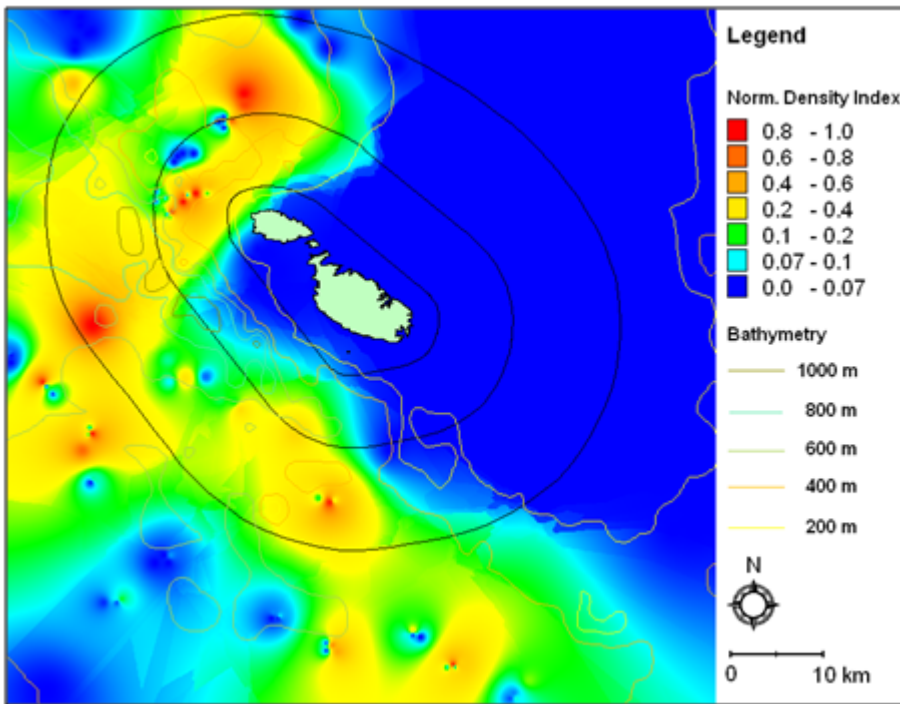 Legend
Norm. Density Index
0.8 - 1.0
0.6 - 0.8
0.4 - 0.6
0.2 - 0.4
0.1 - 0.2
0.07 - 0.1
0.0 - 0.07
Bathymetry
1000 m
800 m
600 m
400 m
200 m
N
0 10 km